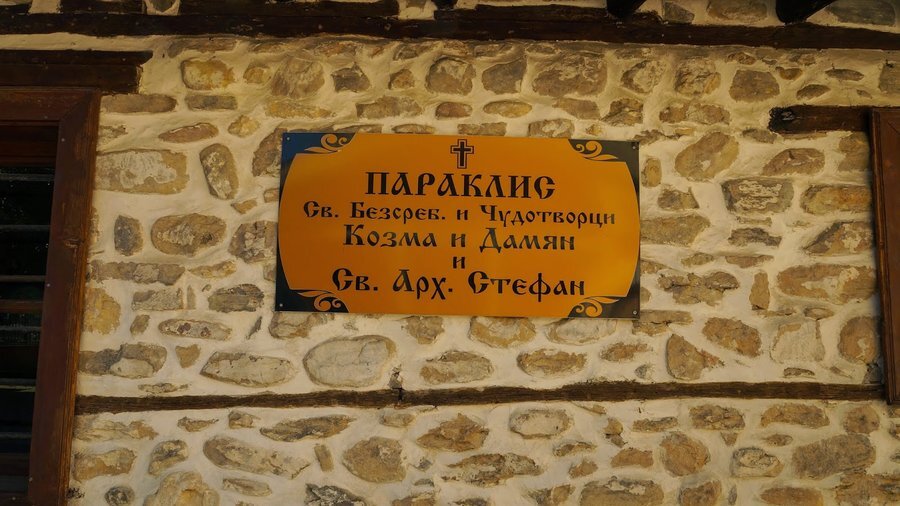 ПАРАКЛИС
Св. Безсреб. и Чудотворци
Козма и Дамян
и
Св. Арх. Стефан